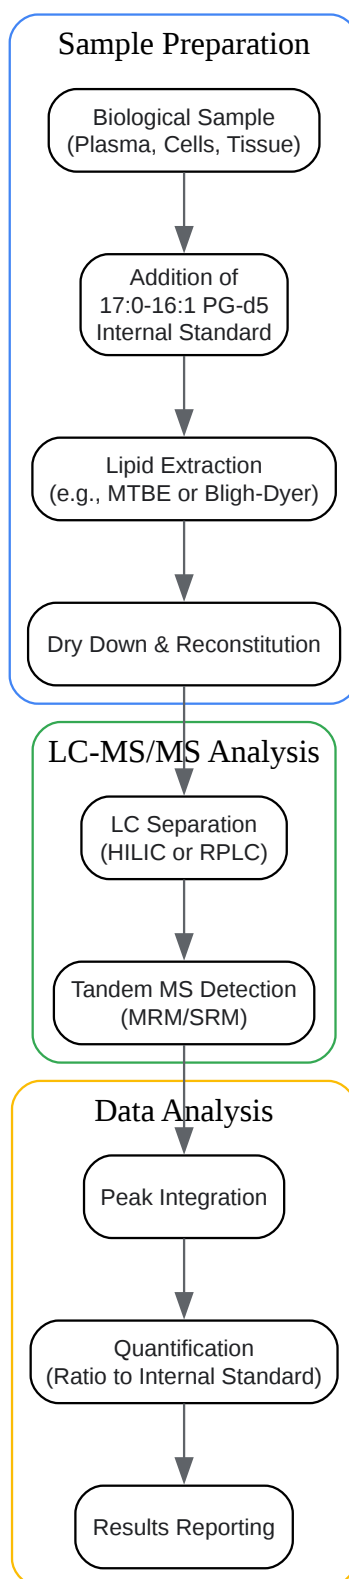 Sample Preparation
Biological Sample
(Plasma, Cells, Tissue)
Addition of
17:0-16:1 PG-d5
Internal Standard
Lipid Extraction
(e.g., MTBE or Bligh-Dyer)
Dry Down & Reconstitution
LC-MS/MS Analysis
LC Separation
(HILIC or RPLC)
Tandem MS Detection
(MRM/SRM)
Data Analysis
Peak Integration
Quantification
(Ratio to Internal Standard)
Results Reporting